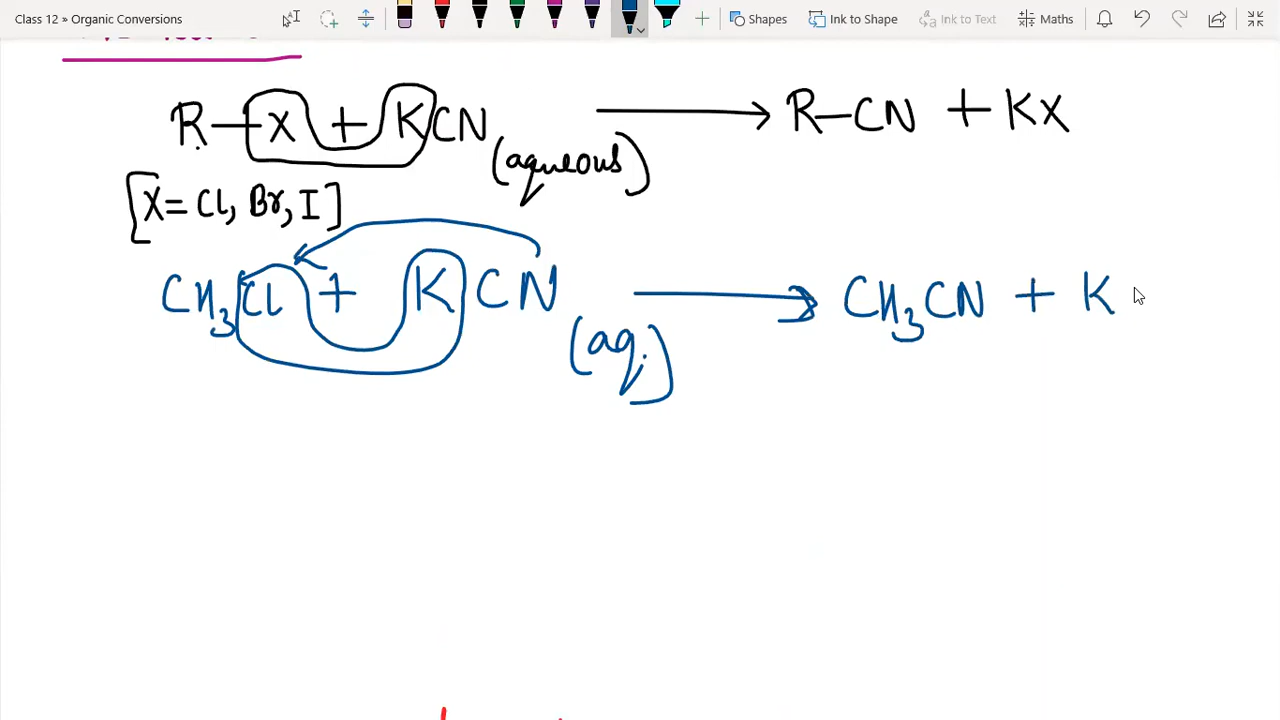 Class 12 » Organic Conversions
Shapes
Ink to Shape
Ink to Text
Maths
R-X + KCN (aqueous) → R-CN + KX
[X= Cl, Br, I]
CH₃Cl + KCN (aq.) → CH₃CN + K